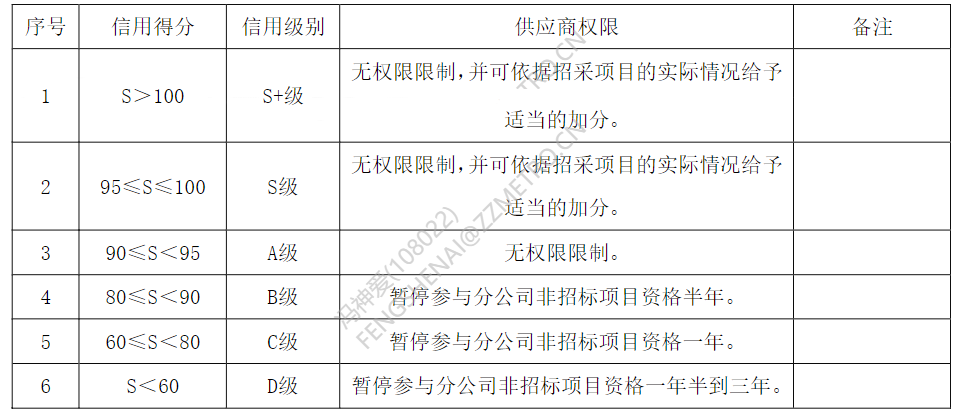 序号 信用得分 信用级别 供应商权限 备注
1 S＞100 S+级 无权限限制，并可依据招采项目的实际情况给予
适当的加分。
2 95≤S≤100 S级 无权限限制，并可依据招采项目的实际情况给予
适当的加分。
3 90≤S＜95 A级 无权限限制。
4 80≤S＜90 B级 暂停参与分公司非招标项目资格半年。
5 60≤S＜80 C级 暂停参与分公司非招标项目资格一年。
6 S＜60 D级 暂停参与分公司非招标项目资格一年半到三年。
冯神爱(108022)
FENGSHENAI@ZZMETRO.CN
TRO.CN